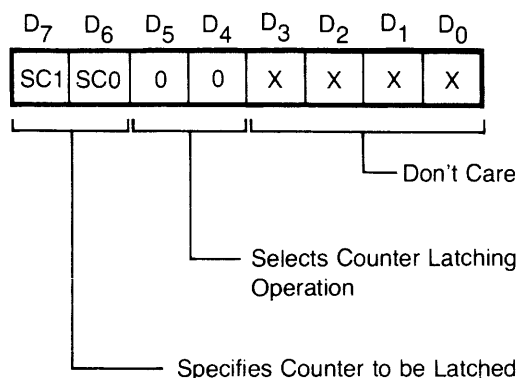 D7 D6 D5 D4 D3 D2 D1 D0
SC1 SC0 0 0 X X X X
Don't Care
Selects Counter Latching
Operation
Specifies Counter to be Latched